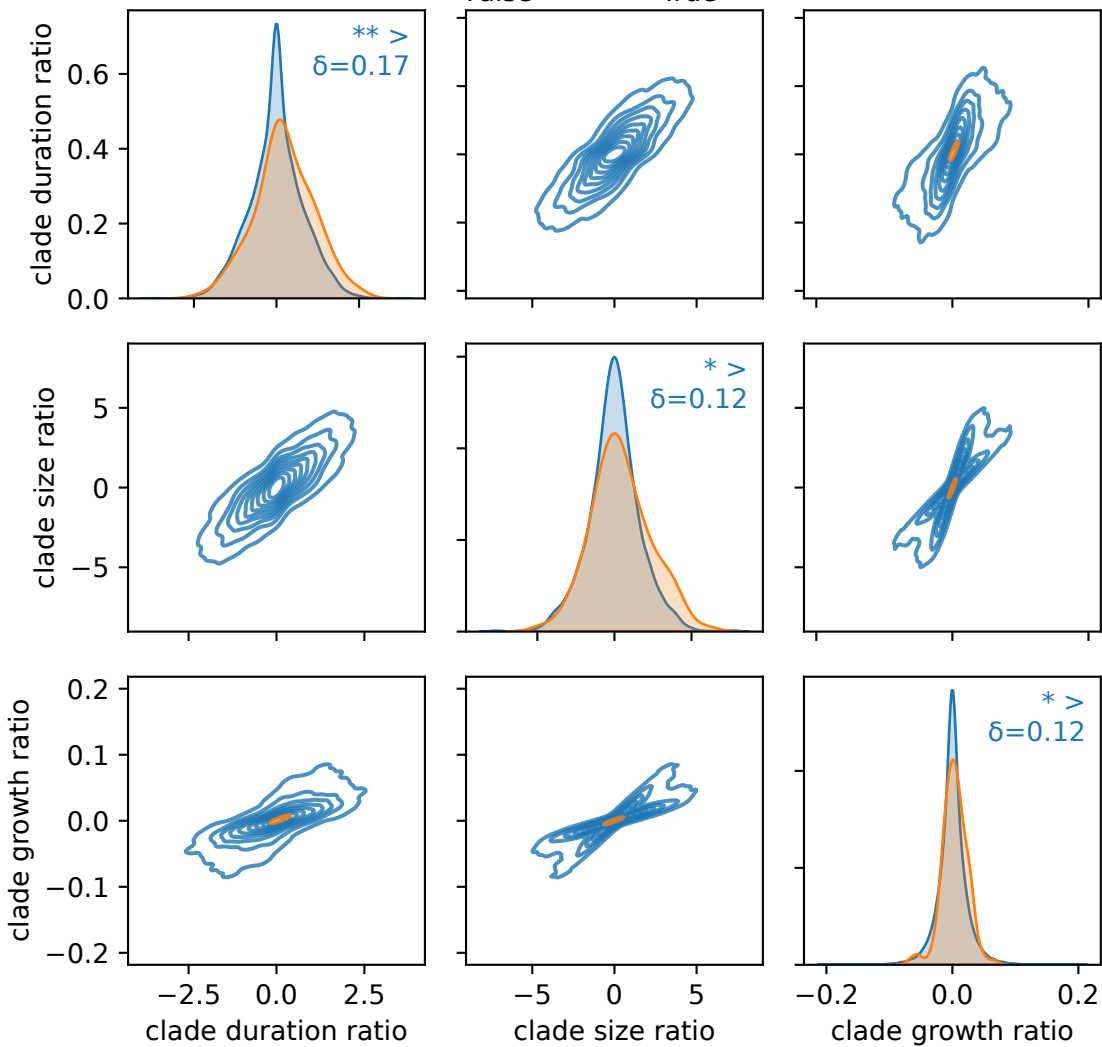 ** >
δ=0.17
clade duration ratio
0.6
0.4
0.2
0.0
* >
δ=0.12
clade size ratio
5
0
−5
* >
δ=0.12
clade growth ratio
0.2
0.1
0.0
−0.1
−0.2
−2.5 0.0 2.5
−5 0 5
−0.2 0.0 0.2
clade duration ratio
clade size ratio
clade growth ratio